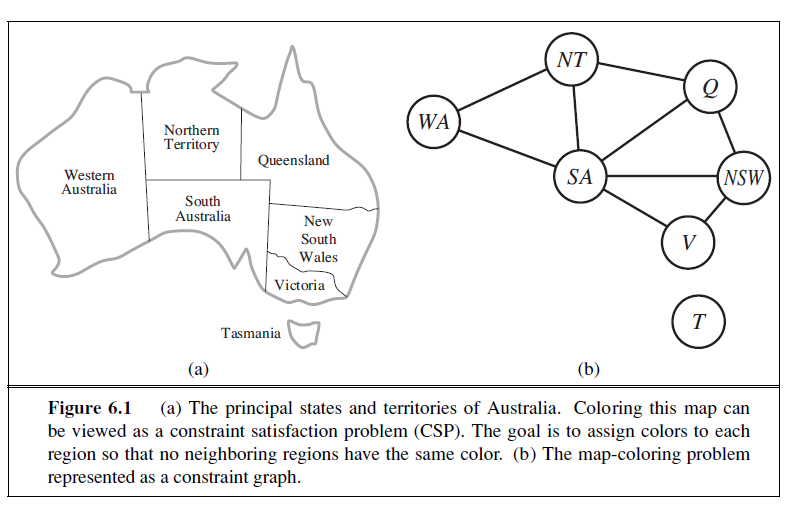 Western
Australia
Northern
Territory
South
Australia
Queensland
New
South
Wales
Victoria
Tasmania
(a)
NT
Q
WA
SA
NSW
V
T
(b)
Figure 6.1 (a) The principal states and territories of Australia. Coloring this map can
be viewed as a constraint satisfaction problem (CSP). The goal is to assign colors to each
region so that no neighboring regions have the same color. (b) The map-coloring problem
represented as a constraint graph.